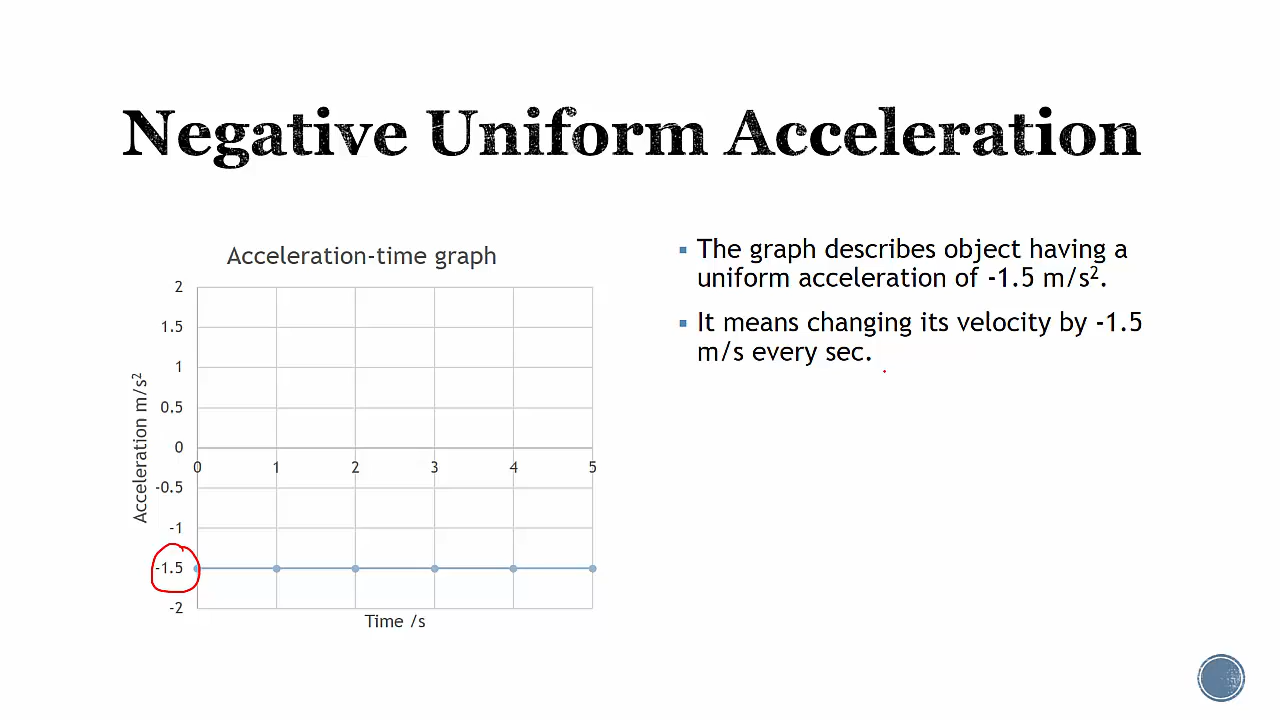 Negative Uniform Acceleration
Acceleration-time graph
2
1.5
1
0.5
0
-0.5
-1
-1.5
-2
0 1 2 3 4 5
Acceleration m/s²
Time /s
▪ The graph describes object having a
uniform acceleration of -1.5 m/s².
▪ It means changing its velocity by -1.5
m/s every sec.